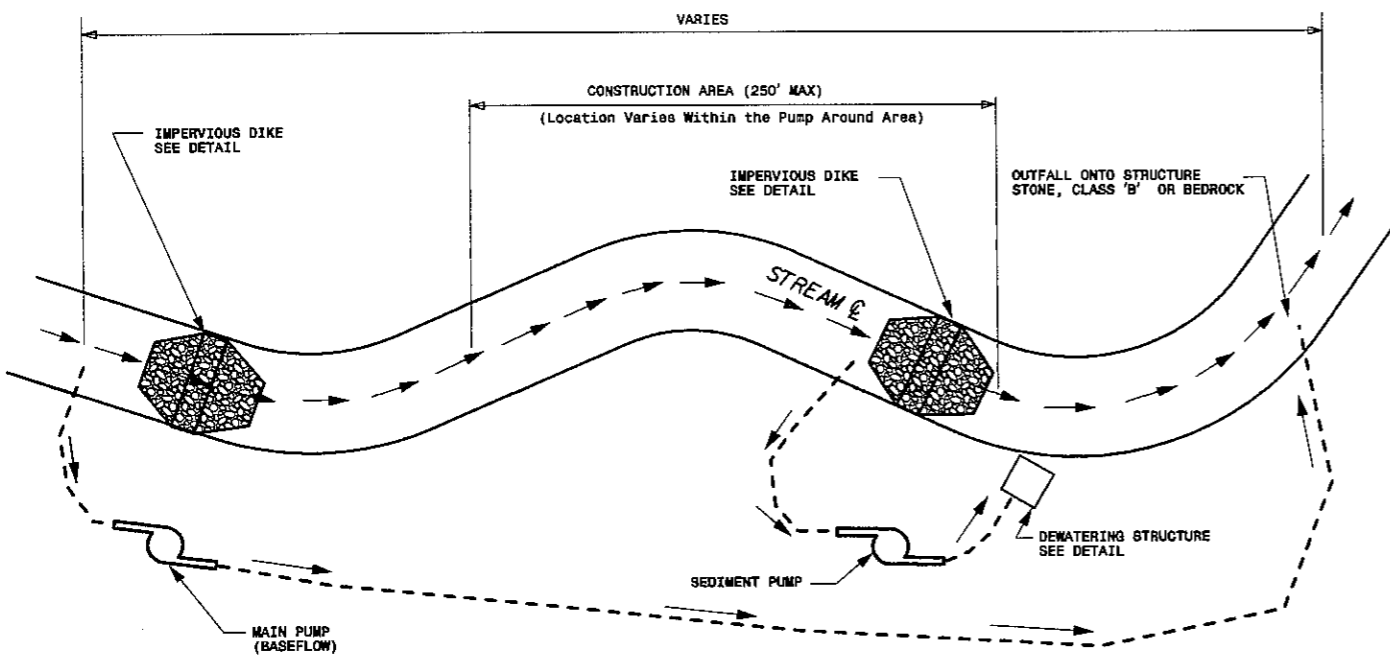 VARIES
CONSTRUCTION AREA (250' MAX)
(Location Varies Within the Pump Around Area)
IMPERVIOUS DIKE
SEE DETAIL
IMPERVIOUS DIKE
SEE DETAIL
OUTFALL ONTO STRUCTURE
STONE, CLASS 'B' OR BEDROCK
STREAM ℄
DEWATERING STRUCTURE
SEE DETAIL
SEDIMENT PUMP
MAIN PUMP
(BASEFLOW)